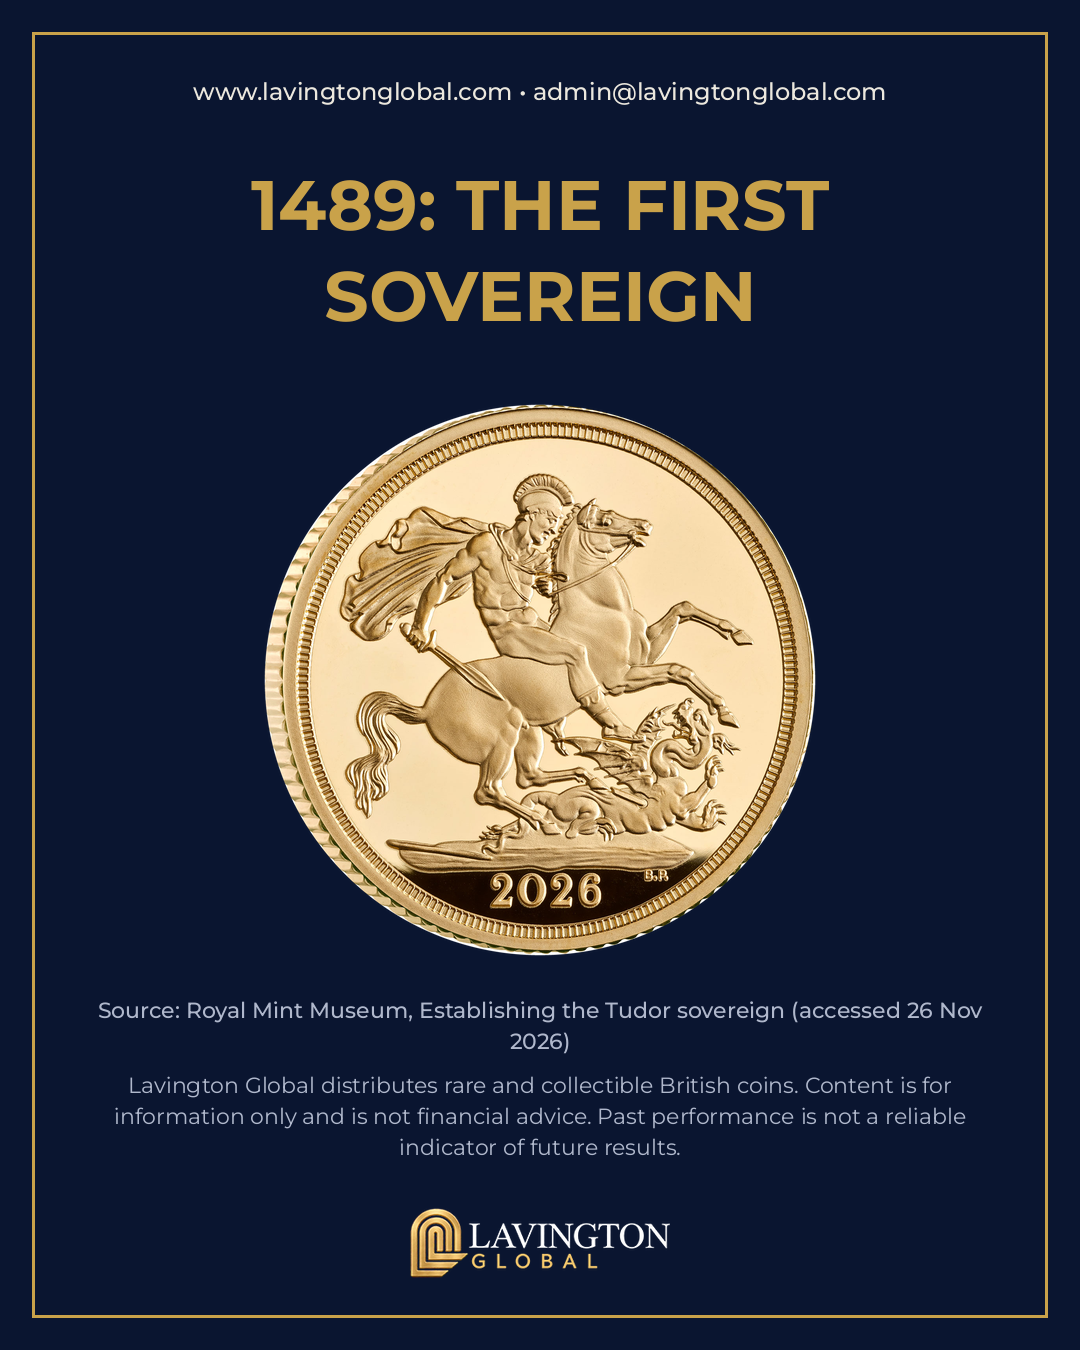 www.lavingtonglobal.com • admin@lavingtonglobal.com
1489: THE FIRST
SOVEREIGN
2026
B.P.
Source: Royal Mint Museum, Establishing the Tudor sovereign (accessed 26 Nov
2026)
Lavington Global distributes rare and collectible British coins. Content is for
information only and is not financial advice. Past performance is not a reliable
indicator of future results.
LAVINGTON
GLOBAL